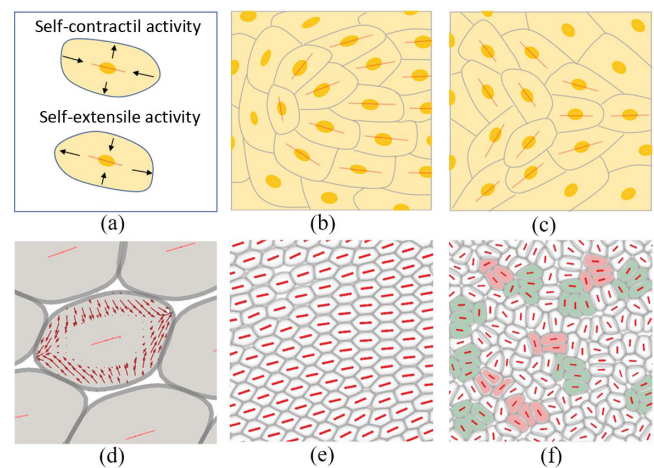 Self-contractil activity
Self-extensile activity
(a)
(b)
(c)
(d)
(e)
(f)